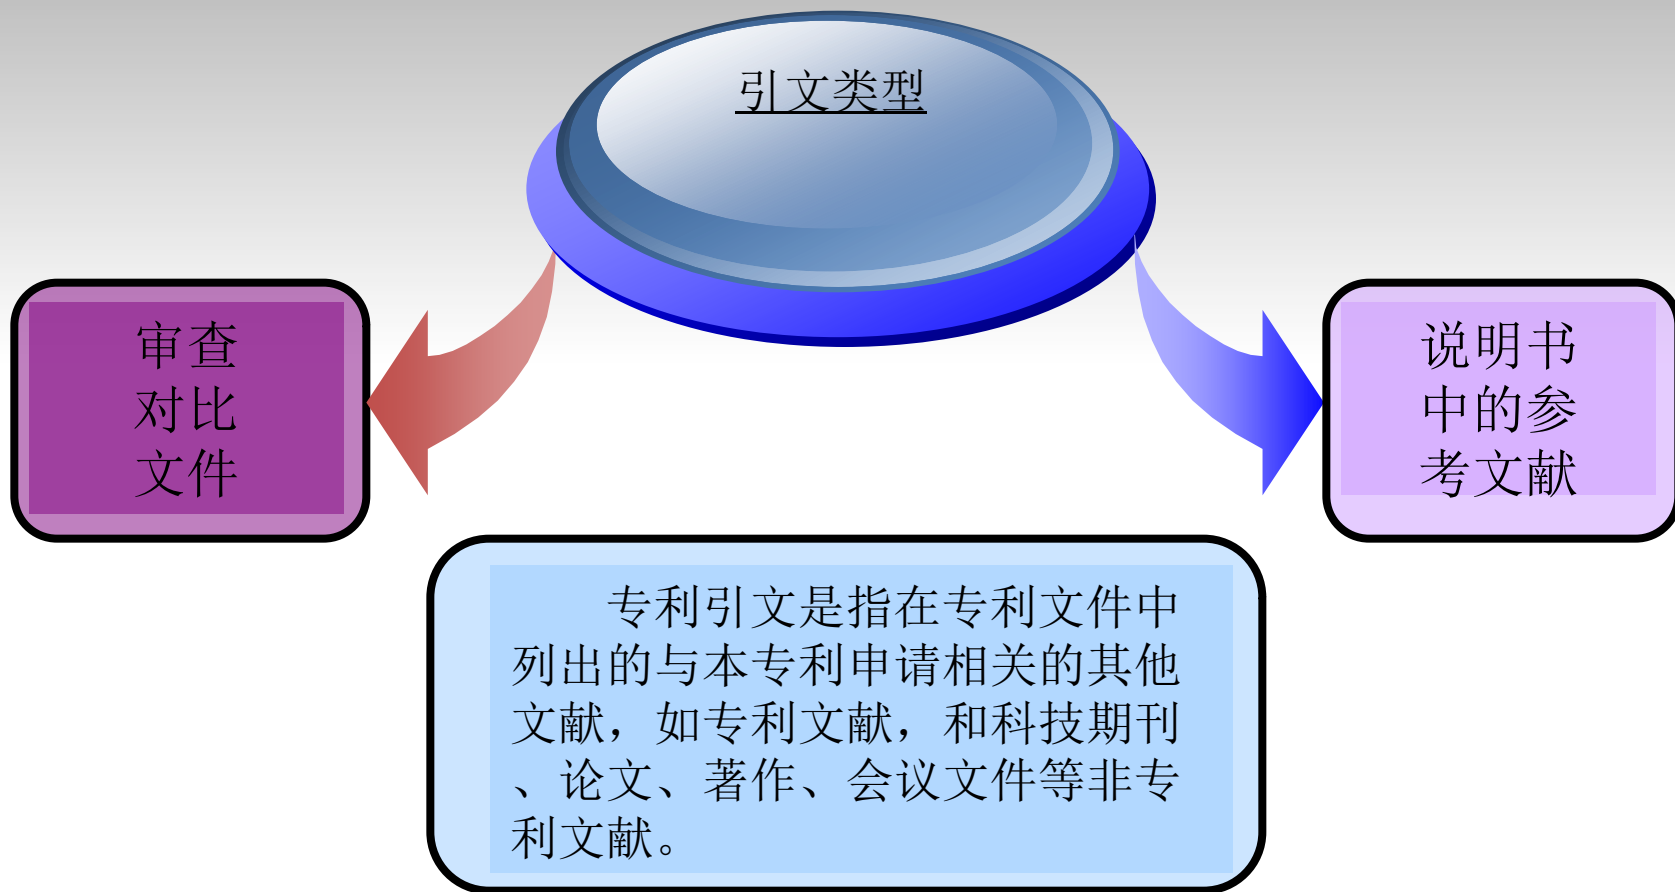 引文类型
审查
对比
文件
说明书
中的参
考文献
专利引文是指在专利文件中
列出的与本专利申请相关的其他
文献，如专利文献，和科技期刊
、论文、著作、会议文件等非专
利文献。